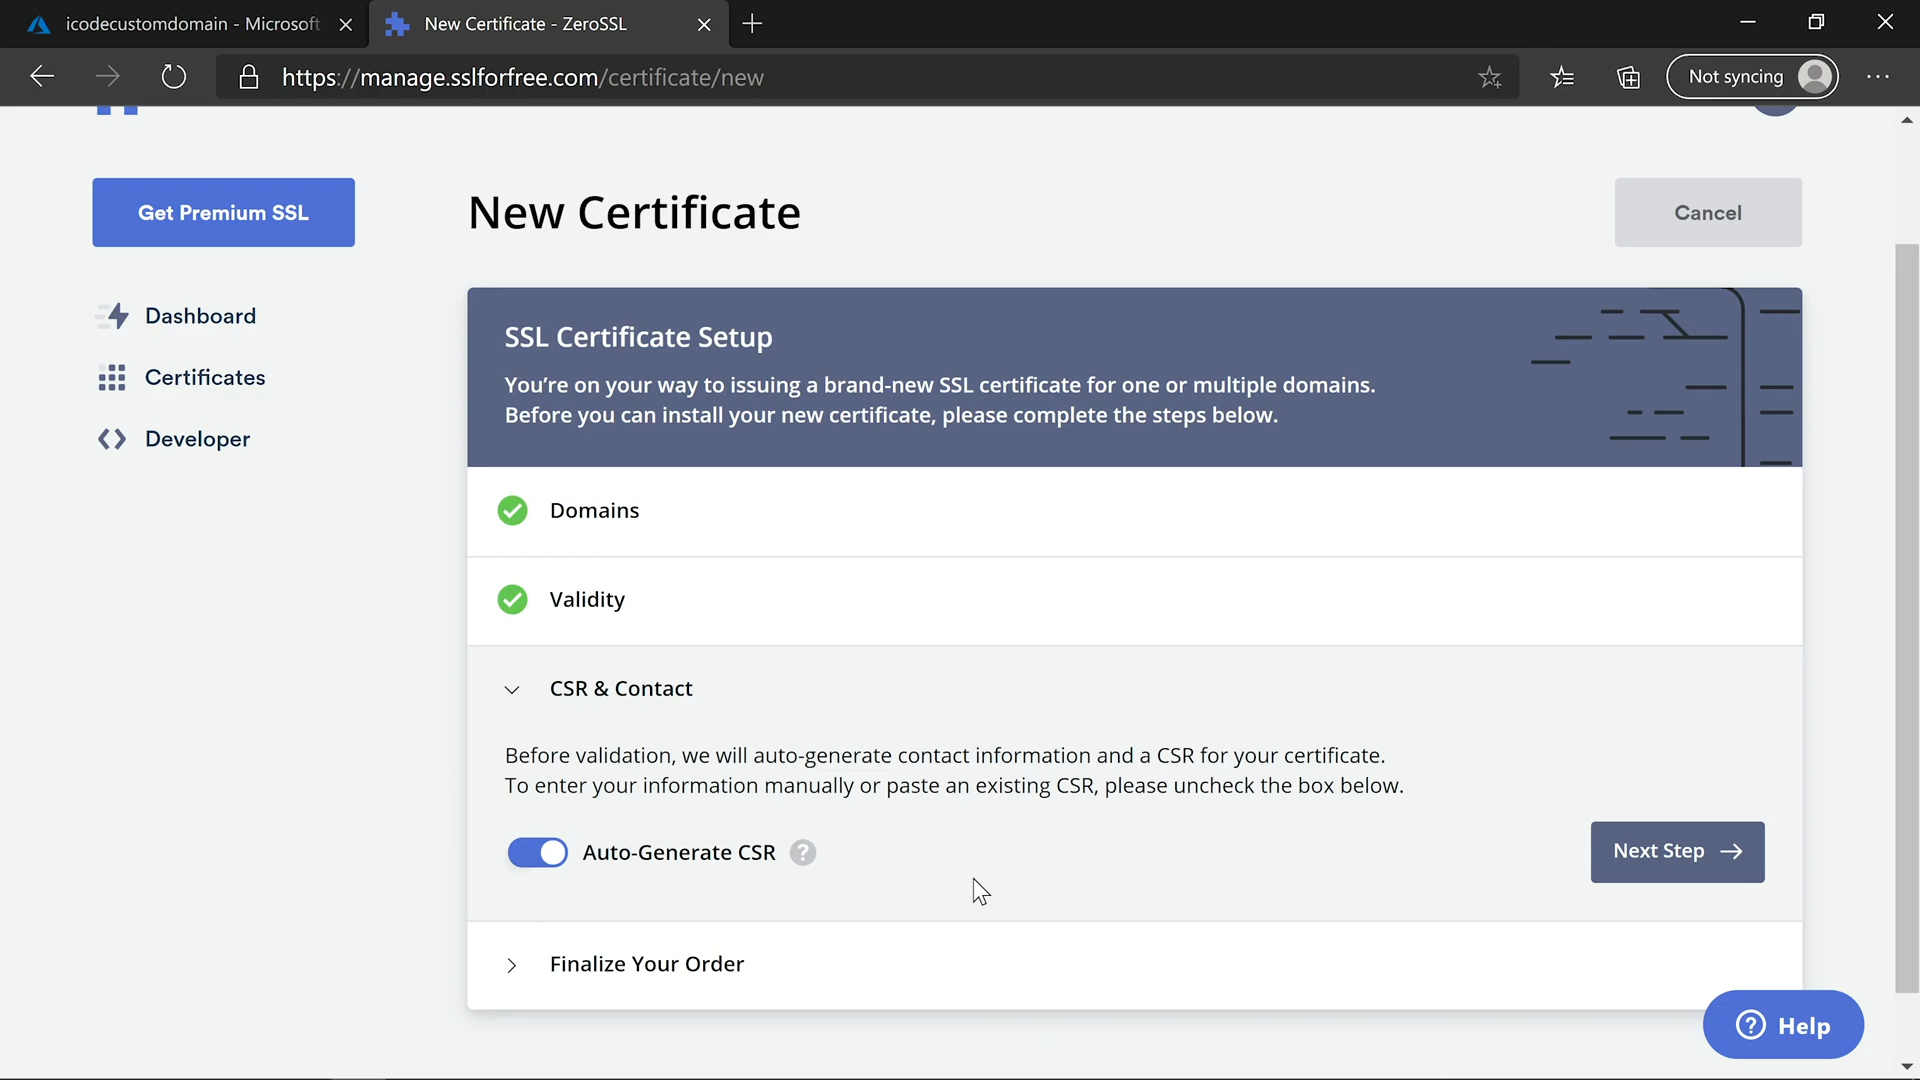 icodecustomdomain - Microsoft
New Certificate - ZeroSSL
https://manage.sslforfree.com/certificate/new
Not syncing
Get Premium SSL
New Certificate
Cancel
Dashboard
Certificates
Developer
SSL Certificate Setup
You're on your way to issuing a brand-new SSL certificate for one or multiple domains.
Before you can install your new certificate, please complete the steps below.
Domains
Validity
CSR & Contact
Before validation, we will auto-generate contact information and a CSR for your certificate.
To enter your information manually or paste an existing CSR, please uncheck the box below.
Auto-Generate CSR ?
Next Step →
Finalize Your Order
? Help